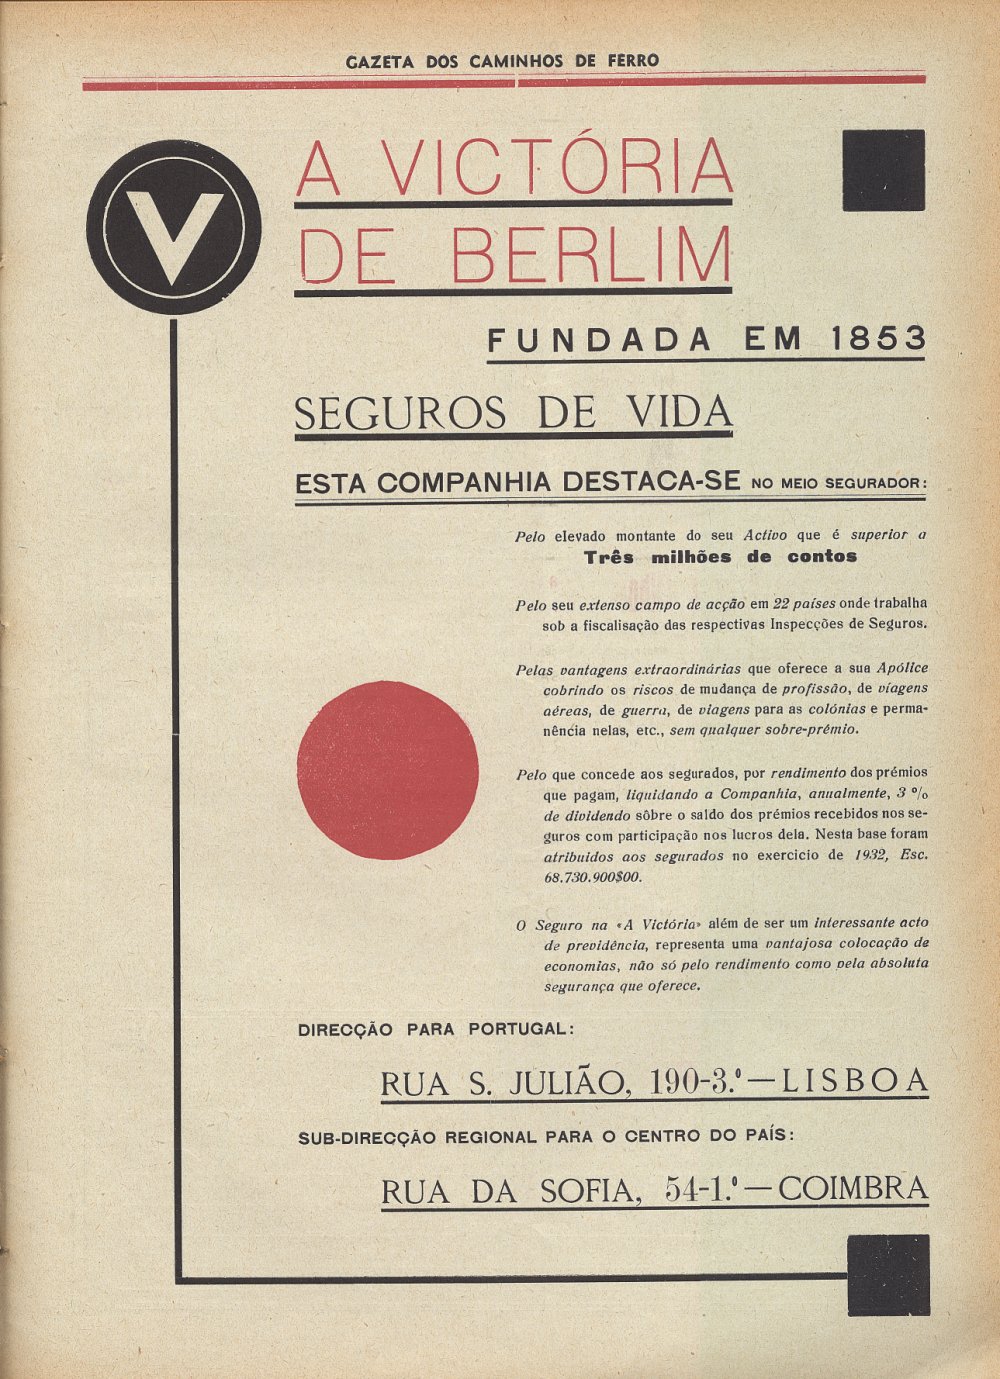 GAZETA DOS CAMINHOS DE FERRO
V
A VICTÓRIA
DE BERLIM
FUNDADA EM 1853
SEGUROS DE VIDA
ESTA COMPANHIA DESTACA-SE NO MEIO SEGURADOR:
Pelo elevado montante do seu Activo que é superior a
Três milhões de contos
Pelo seu extenso campo de acção em 22 países onde trabalha
sob a fiscalisação das respectivas Inspecções de Seguros.
Pelas vantagens extraordinárias que oferece a sua Apólice
cobrindo os riscos de mudança de profissão, de viagens
aéreas, de guerra, de viagens para as colónias e perma-
nência nelas, etc., sem qualquer sobre-prémio.
Pelo que concede aos segurados, por rendimento dos prémios
que pagam, liquidando a Companhia, anualmente, 3 %
de dividendo sôbre o saldo dos prémios recebidos nos se-
guros com participação nos lucros dela. Nesta base foram
atribuidos aos segurados no exercicio de 1932, Esc.
68.730.900$00.
O Seguro na «A Victória» além de ser um interessante acto
de previdência, representa uma vantajosa colocação de
economias, não só pelo rendimento como pela absoluta
segurança que oferece.
DIRECÇÃO PARA PORTUGAL:
RUA S. JULIÃO, 190-3.º—LISBOA
SUB-DIRECÇÃO REGIONAL PARA O CENTRO DO PAÍS:
RUA DA SOFIA, 54-1.º—COIMBRA